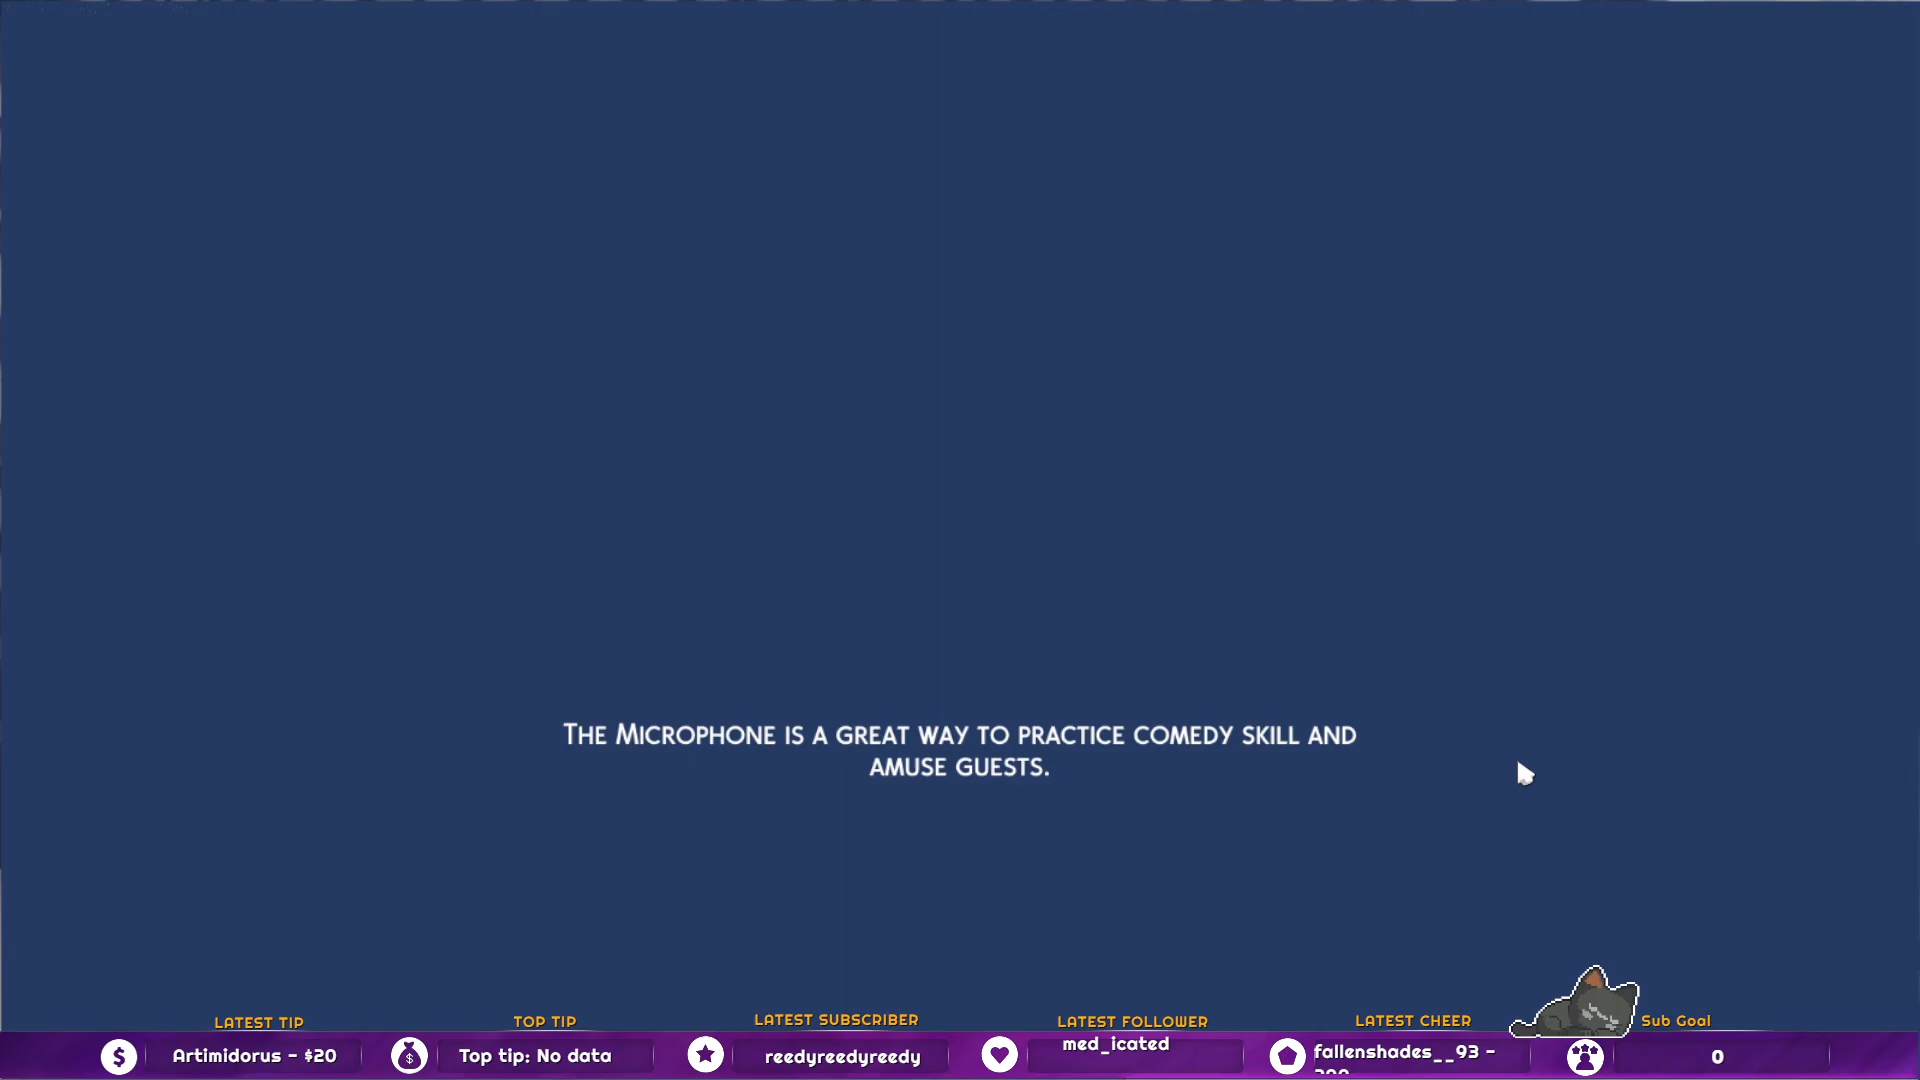 The Microphone is a great way to practice comedy skill and
amuse guests.
LATEST TIP
Artimidorus - $20
TOP TIP
Top tip: No data
LATEST SUBSCRIBER
reedyreedyreedy
LATEST FOLLOWER
med_icated
LATEST CHEER
fallenshades__93 -
Sub Goal
0